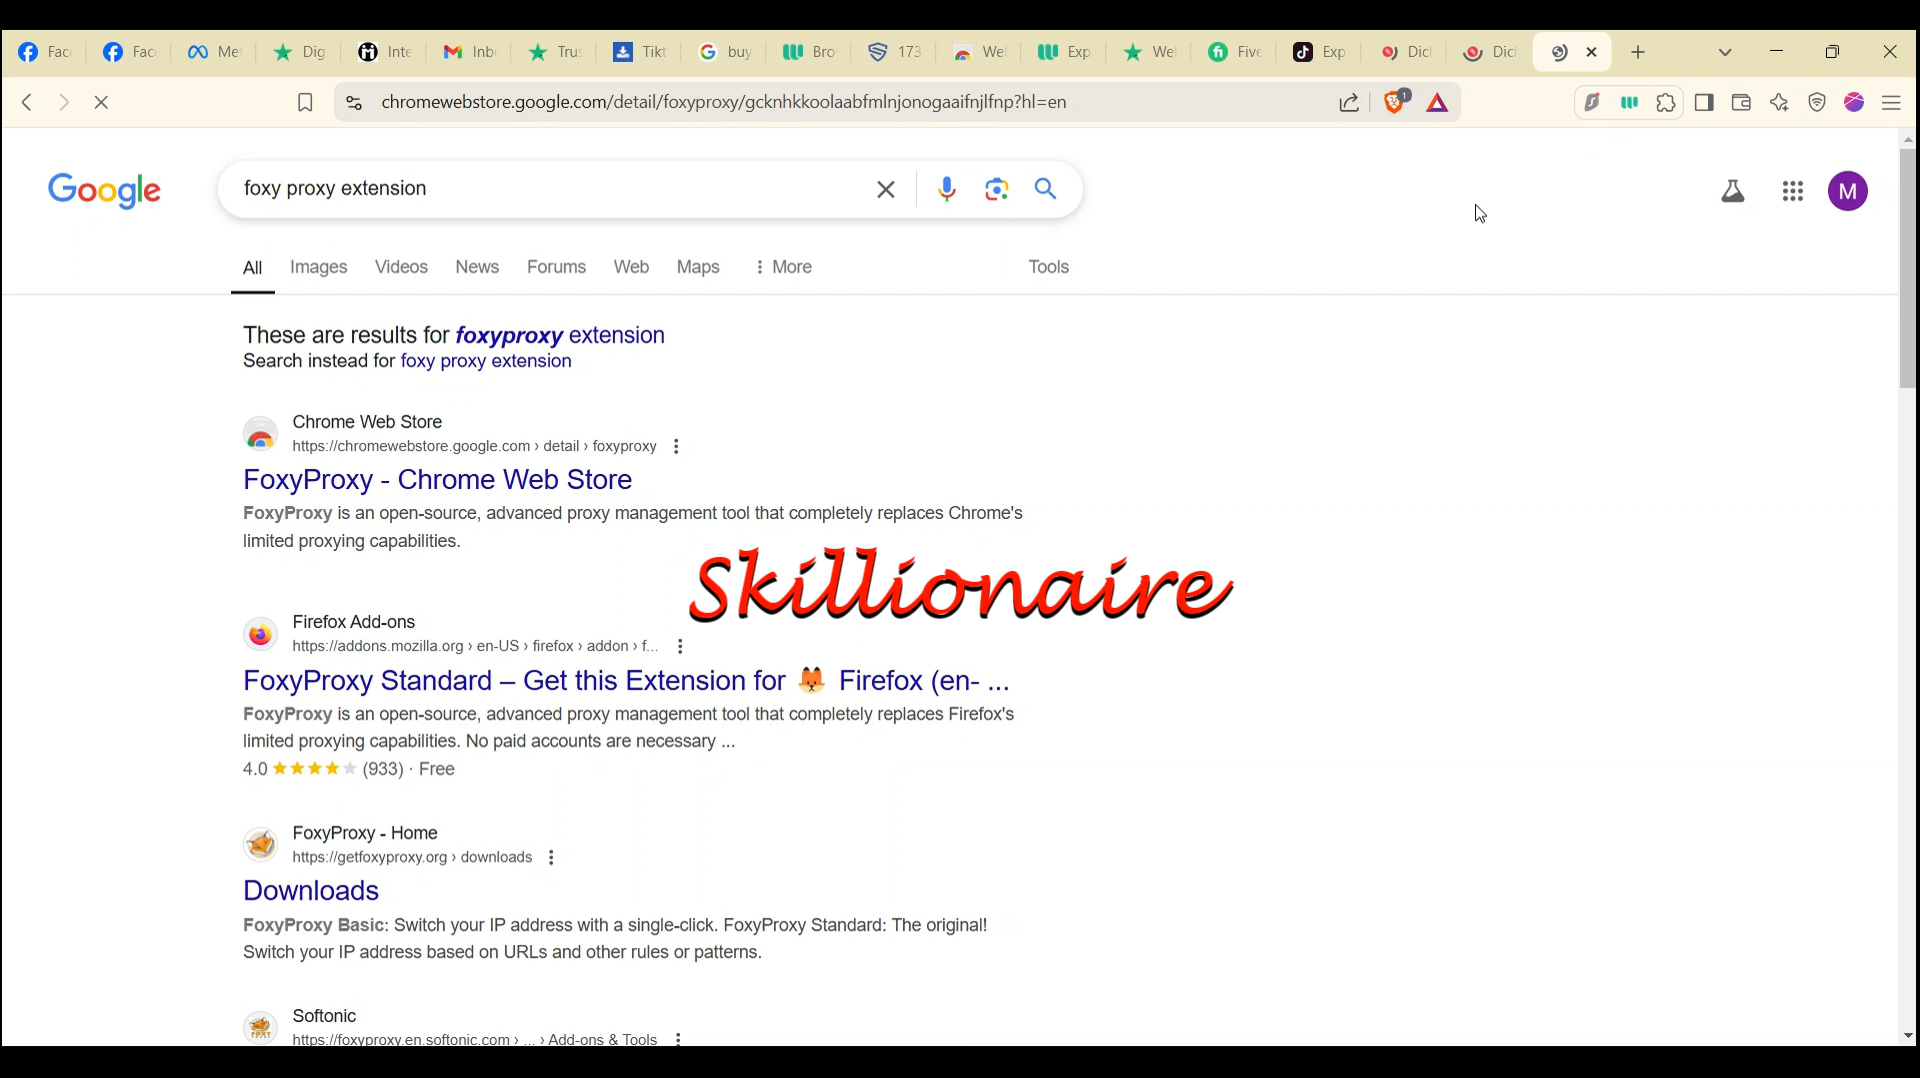 Fac
Fac
Me
Dig
Inte
Inb
Trus
Tikt
buy
Bro
173
We
Exp
We
Five
Exp
Dic
Dic
chromewebstore.google.com/detail/foxyproxy/gcknhkkoolaabfmlnjonogaaifnjlfnp?hl=en
1
Google
foxy proxy extension
M
All Images Videos News Forums Web Maps More Tools
These are results for foxyproxy extension
Search instead for foxy proxy extension
Chrome Web Store
https://chromewebstore.google.com › detail › foxyproxy
FoxyProxy - Chrome Web Store
FoxyProxy is an open-source, advanced proxy management tool that completely replaces Chrome's
limited proxying capabilities.
Skillionaire
Firefox Add-ons
https://addons.mozilla.org › en-US › firefox › addon › f...
FoxyProxy Standard – Get this Extension for 🦊 Firefox (en- ...
FoxyProxy is an open-source, advanced proxy management tool that completely replaces Firefox's
limited proxying capabilities. No paid accounts are necessary ...
4.0 ★★★★★ (933) · Free
FoxyProxy - Home
https://getfoxyproxy.org › downloads
Downloads
FoxyProxy Basic: Switch your IP address with a single-click. FoxyProxy Standard: The original!
Switch your IP address based on URLs and other rules or patterns.
Softonic
https://foxyproxy.en.softonic.com › ... › Add-ons & Tools